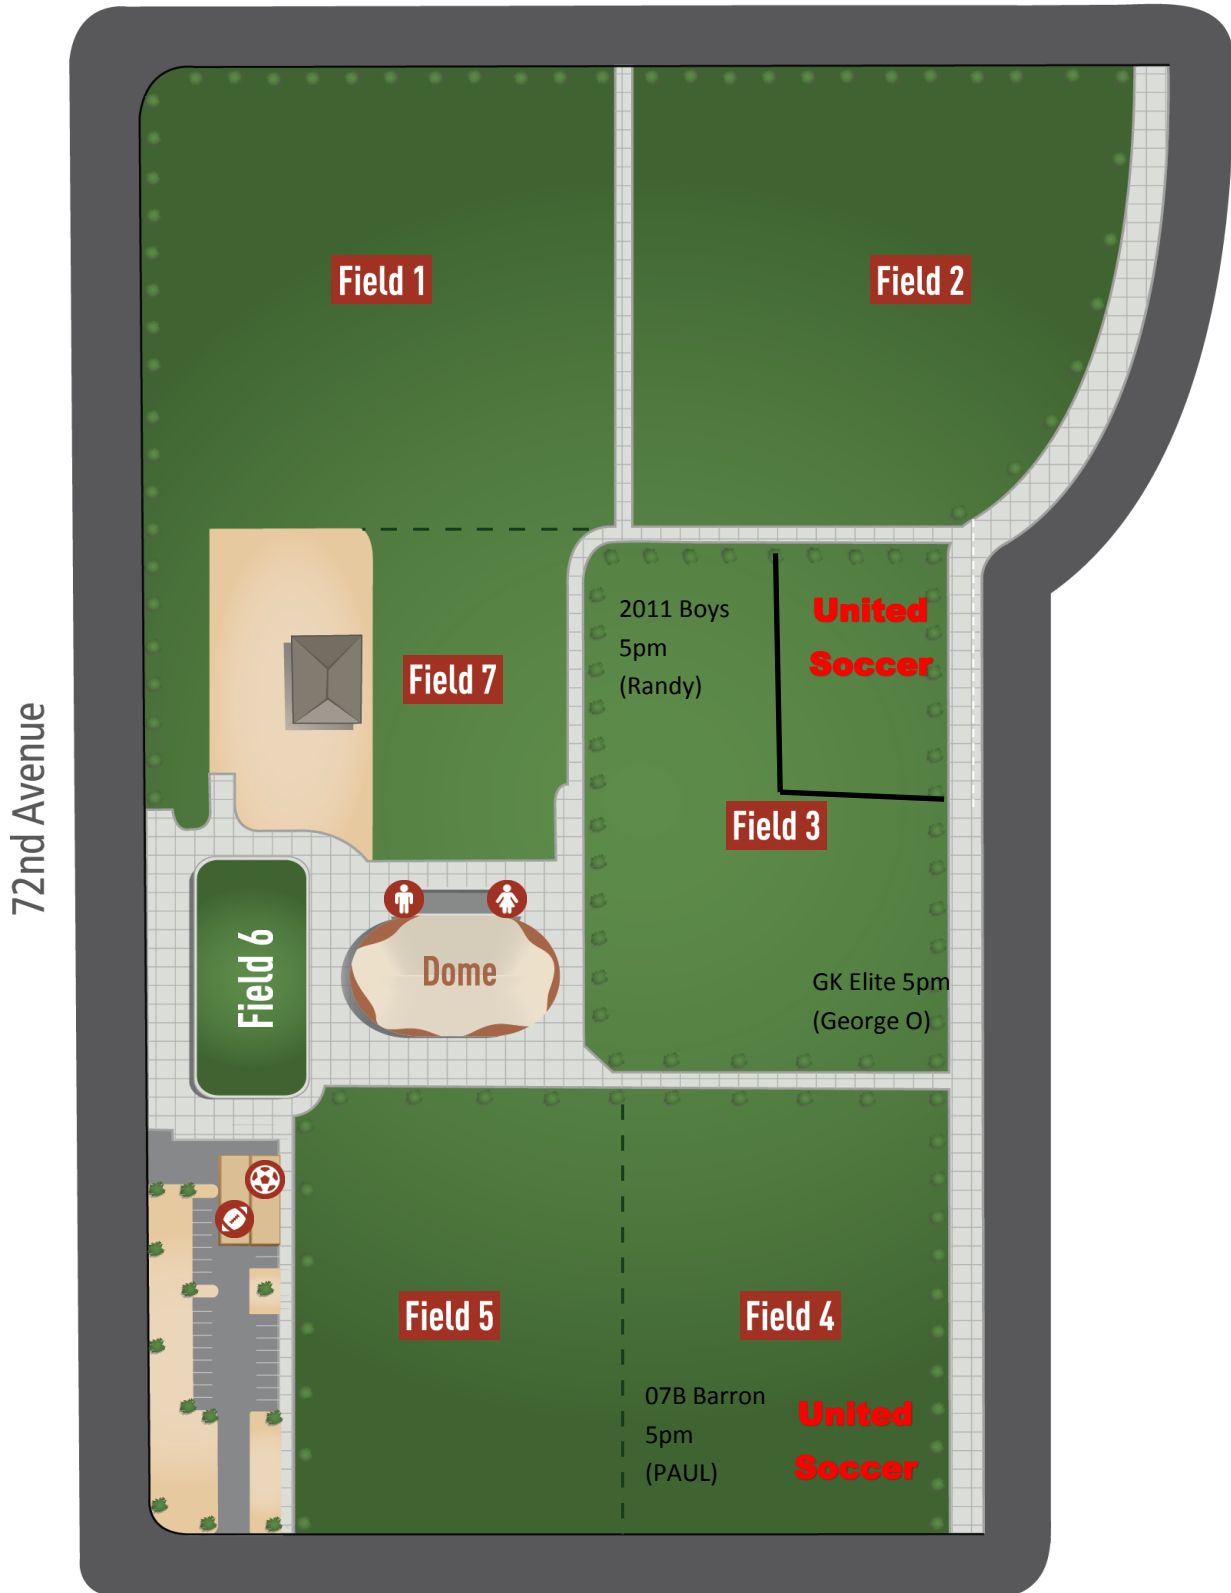 Field 1
Field 2
2011 Boys
5pm
(Randy)
United
Soccer
Field 7
72nd Avenue
Field 3
Field 6
Dome
GK Elite 5pm
(George O)
Field 5
Field 4
07B Barron
5pm
(PAUL)
United
Soccer